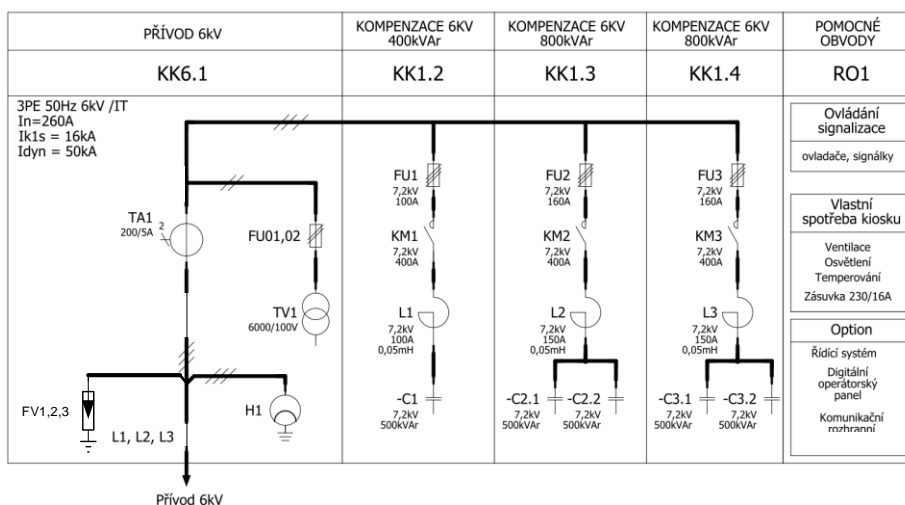 PŘÍVOD 6kV
KK6.1
3PE 50Hz 6kV /IT
In=260A
Ik1s = 16kA
Idyn = 50kA
TA1
200/5A
2
FU01,02
TV1
6000/100V
FV1,2,3
H1
L1, L2, L3
Přívod 6kV
KOMPENZACE 6KV
400kVAr
KK1.2
FU1
7,2kV
100A
KM1
7,2kV
400A
L1
7,2kV
100A
0,05mH
-C1
7,2kV
500kVAr
KOMPENZACE 6KV
800kVAr
KK1.3
FU2
7,2kV
160A
KM2
7,2kV
400A
L2
7,2kV
150A
0,05mH
-C2.1
7,2kV
500kVAr
-C2.2
7,2kV
500kVAr
KOMPENZACE 6KV
800kVAr
KK1.4
FU3
7,2kV
160A
KM3
7,2kV
400A
L3
7,2kV
150A
0,05mH
-C3.1
7,2kV
500kVAr
-C3.2
7,2kV
500kVAr
POMOCNÉ
OBVODY
RO1
Ovládání
signalizace
ovladače, signálky
Vlastní
spotřeba kiosku
Ventilace
Osvětlení
Temperování
Zásuvka 230/16A
Option
Řídící systém
Digitální
operátorský
panel
Komunikační
rozhranní